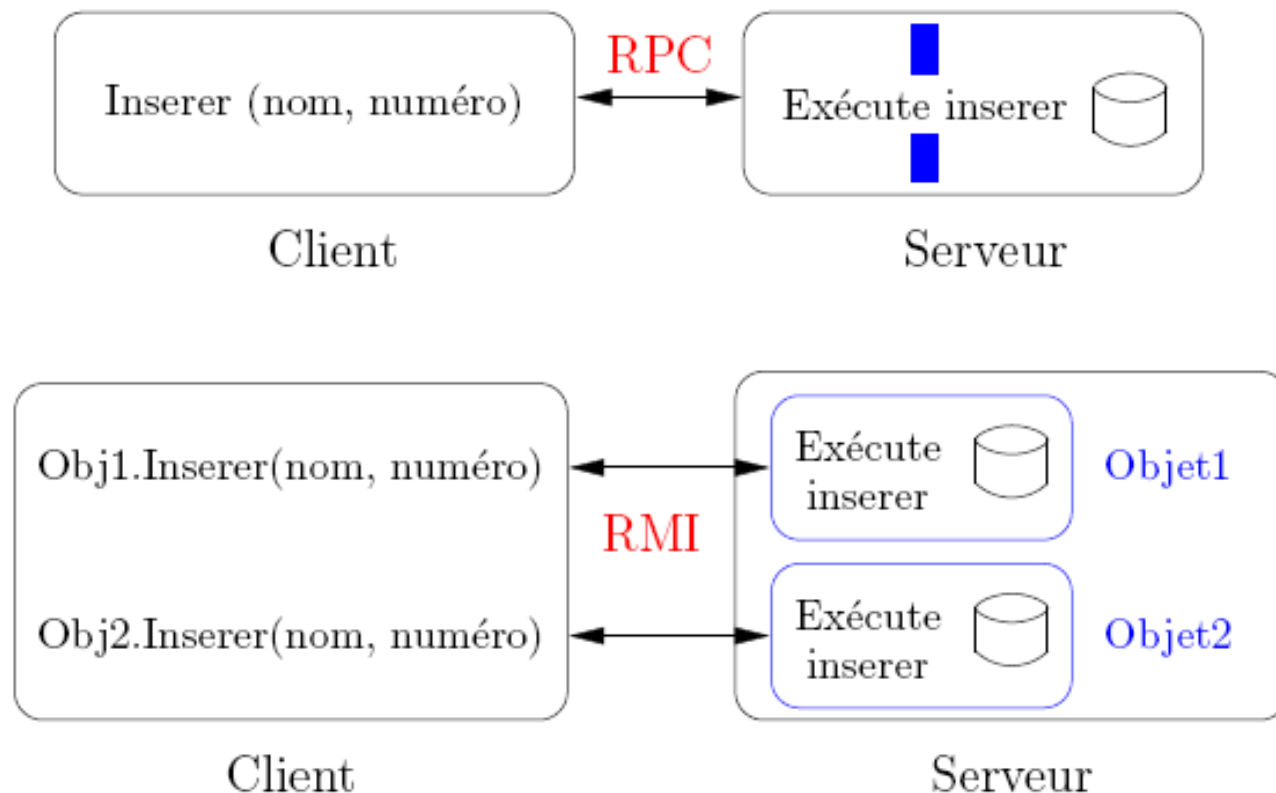 Inserer (nom, numéro)
RPC
Exécute inserer
Client
Serveur
Obj1.Inserer(nom, numéro)
Exécute
inserer
Objet1
RMI
Obj2.Inserer(nom, numéro)
Exécute
inserer
Objet2
Client
Serveur